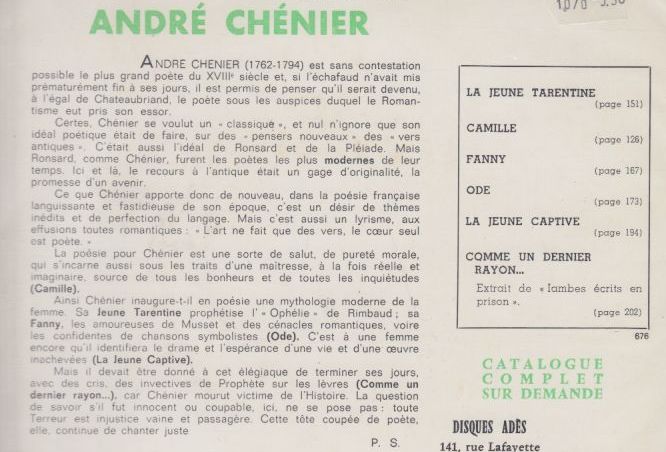 ANDRÉ CHÉNIER
ANDRE CHENIER (1762-1794) est sans contestation
possible le plus grand poète du XVIIIe siècle et, si l'échafaud n'avait mis
prématurément fin à ses jours, il est permis de penser qu'il serait devenu,
à l'égal de Chateaubriand, le poète sous les auspices duquel le Roman-
tisme eut pris son essor.
Certes, Chénier se voulut un « classique », et nul n'ignore que son
idéal poétique était de faire, sur des « pensers nouveaux » des « vers
antiques ». C'était aussi l'idéal de Ronsard et de la Pléiade. Mais
Ronsard, comme Chénier, furent les poètes les plus modernes de leur
temps. Ici et là, le recours à l'antique était un gage d'originalité, la
promesse d'un avenir.
Ce que Chénier apporte donc de nouveau, dans la poésie française
languissante et fastidieuse de son époque, c'est un désir de thèmes
inédits et de perfection du langage. Mais c'est aussi un lyrisme, aux
effusions toutes romantiques : « L'art ne fait que des vers, le cœur seul
est poète. »
La poésie pour Chénier est une sorte de salut, de pureté morale,
qui s'incarne aussi sous les traits d'une maitresse, à la fois réelle et
imaginaire, source de tous les bonheurs et de toutes les inquiétudes
(Camille).
Ainsi Chénier inaugure-t-il en poésie une mythologie moderne de la
femme. Sa Jeune Tarentine prophétise l'« Ophélie » de Rimbaud ; sa
Fanny, les amoureuses de Musset et des cénacles romantiques, voire
les confidentes de chansons symbolistes (Ode). C'est à une femme
encore qu'il identifiera le drame et l'espérance d'une vie et d'une œuvre
inachevées (La Jeune Captive).
Mais il devait être donné à cet élégiaque de terminer ses jours,
avec des cris, des invectives de Prophète sur les lèvres (Comme un
dernier rayon...), car Chénier mourut victime de l'Histoire. La question
de savoir s'il fut innocent ou coupable, ici, ne se pose pas : toute
Terreur est injustice vaine et passagère. Cette tête coupée de poète,
elle, continue de chanter juste
P. S.
LA JEUNE TARENTINE
(page 151)
CAMILLE
(page 126)
FANNY
(page 167)
ODE
(page 173)
LA JEUNE CAPTIVE
(page 194)
COMME UN DERNIER
RAYON...
Extrait de « Iambes écrits en
prison ».
(page 202)
676
CATALOGUE
COMPLET
SUR DEMANDE
DISQUES ADÈS
141, rue Lafayette